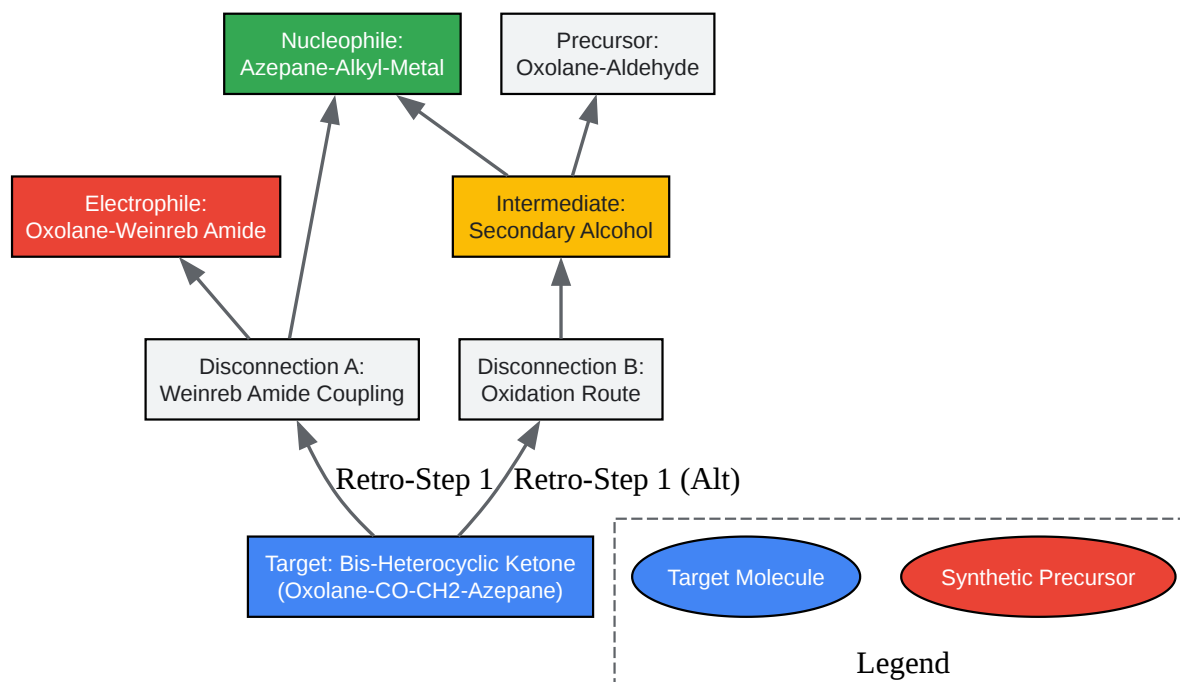 Nucleophile:
Azepane-Alkyl-Metal
Precursor:
Oxolane-Aldehyde
Electrophile:
Oxolane-Weinreb Amide
Intermediate:
Secondary Alcohol
Disconnection A:
Weinreb Amide Coupling
Disconnection B:
Oxidation Route
Retro-Step 1
Retro-Step 1 (Alt)
Target: Bis-Heterocyclic Ketone
(Oxolane-CO-CH2-Azepane)
Target Molecule
Synthetic Precursor
Legend